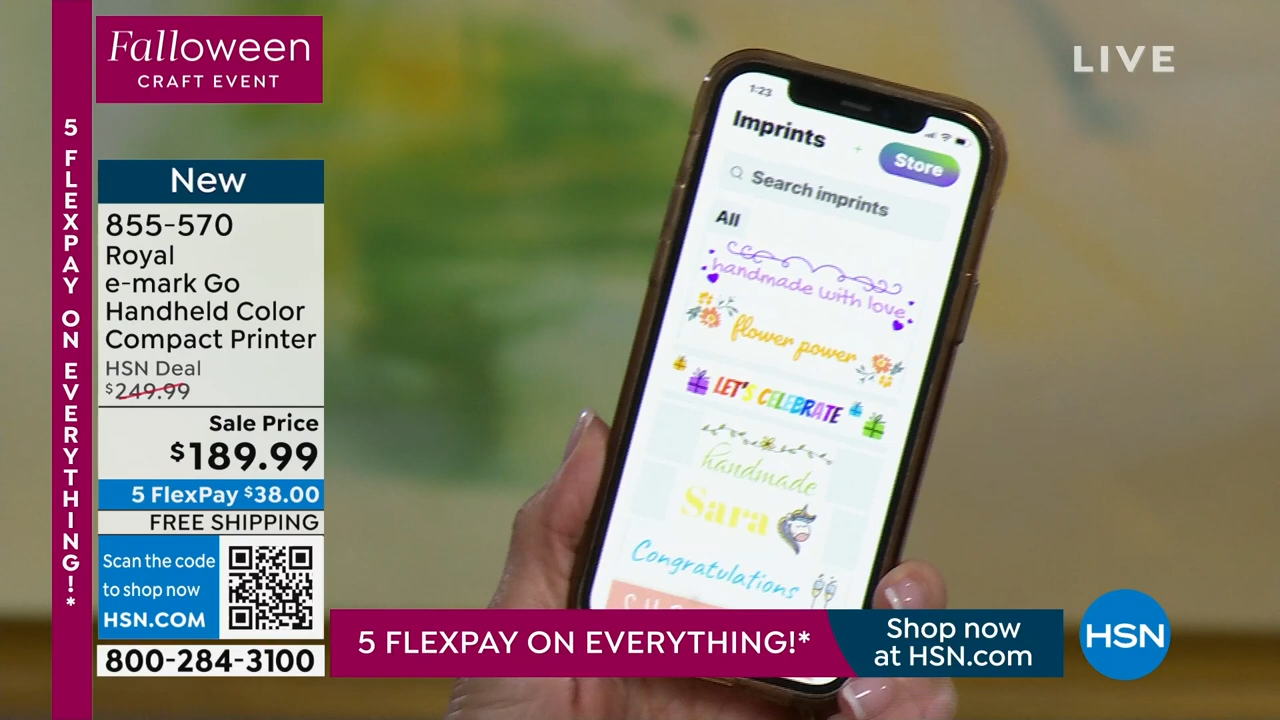 Falloween
CRAFT EVENT
LIVE
5 FLEXPAY ON EVERYTHING!*
New
855-570
Royal
e-mark Go
Handheld Color
Compact Printer
HSN Deal
$249.99
Sale Price
$189.99
5 FlexPay $38.00
FREE SHIPPING
Scan the code
to shop now
HSN.COM
800-284-3100
1:23
Imprints
+
Store
Search imprints
All
handmade with love
flower power
LET'S CELEBRATE
handmade
Sara
Congratulations
5 FLEXPAY ON EVERYTHING!*
Shop now
at HSN.com
HSN